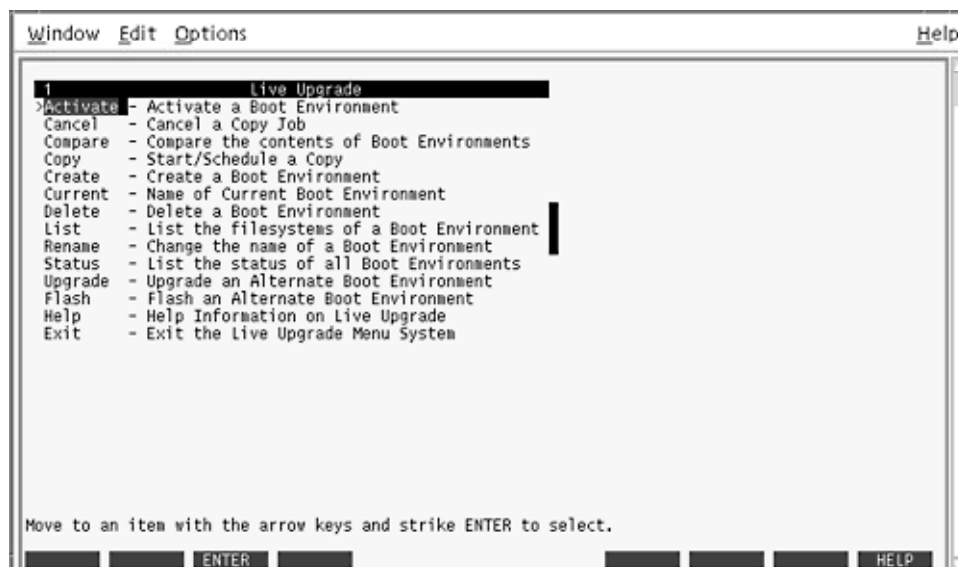 Window Edit Options Help
1 Live Upgrade
>Activate - Activate a Boot Environment
Cancel - Cancel a Copy Job
Compare - Compare the contents of Boot Environments
Copy - Start/Schedule a Copy
Create - Create a Boot Environment
Current - Name of Current Boot Environment
Delete - Delete a Boot Environment
List - List the filesystems of a Boot Environment
Rename - Change the name of a Boot Environment
Status - List the status of all Boot Environments
Upgrade - Upgrade an Alternate Boot Environment
Flash - Flash an Alternate Boot Environment
Help - Help Information on Live Upgrade
Exit - Exit the Live Upgrade Menu System
Move to an item with the arrow keys and strike ENTER to select.
ENTER HELP